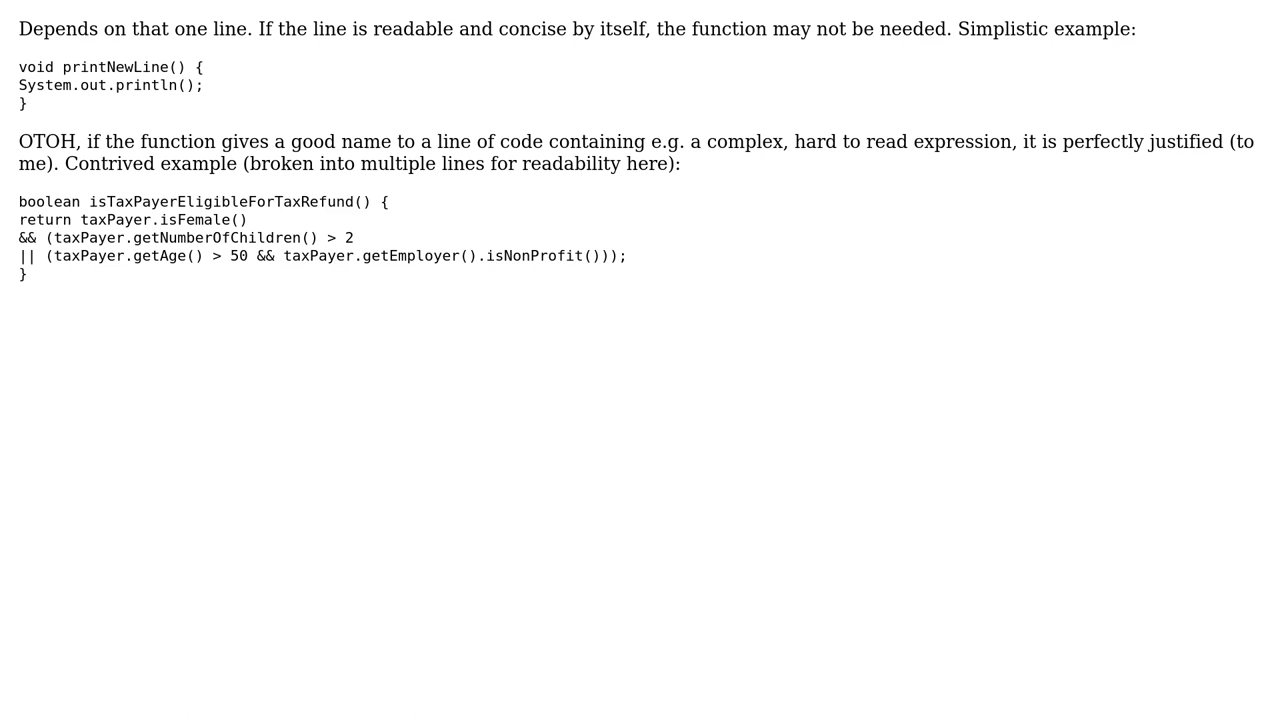 Depends on that one line. If the line is readable and concise by itself, the function may not be needed. Simplistic example:
void printNewLine() {
System.out.println();
}
OTOH, if the function gives a good name to a line of code containing e.g. a complex, hard to read expression, it is perfectly justified (to
me). Contrived example (broken into multiple lines for readability here):
boolean isTaxPayerEligibleForTaxRefund() {
return taxPayer.isFemale()
&& (taxPayer.getNumberOfChildren() > 2
|| (taxPayer.getAge() > 50 && taxPayer.getEmployer().isNonProfit()));
}